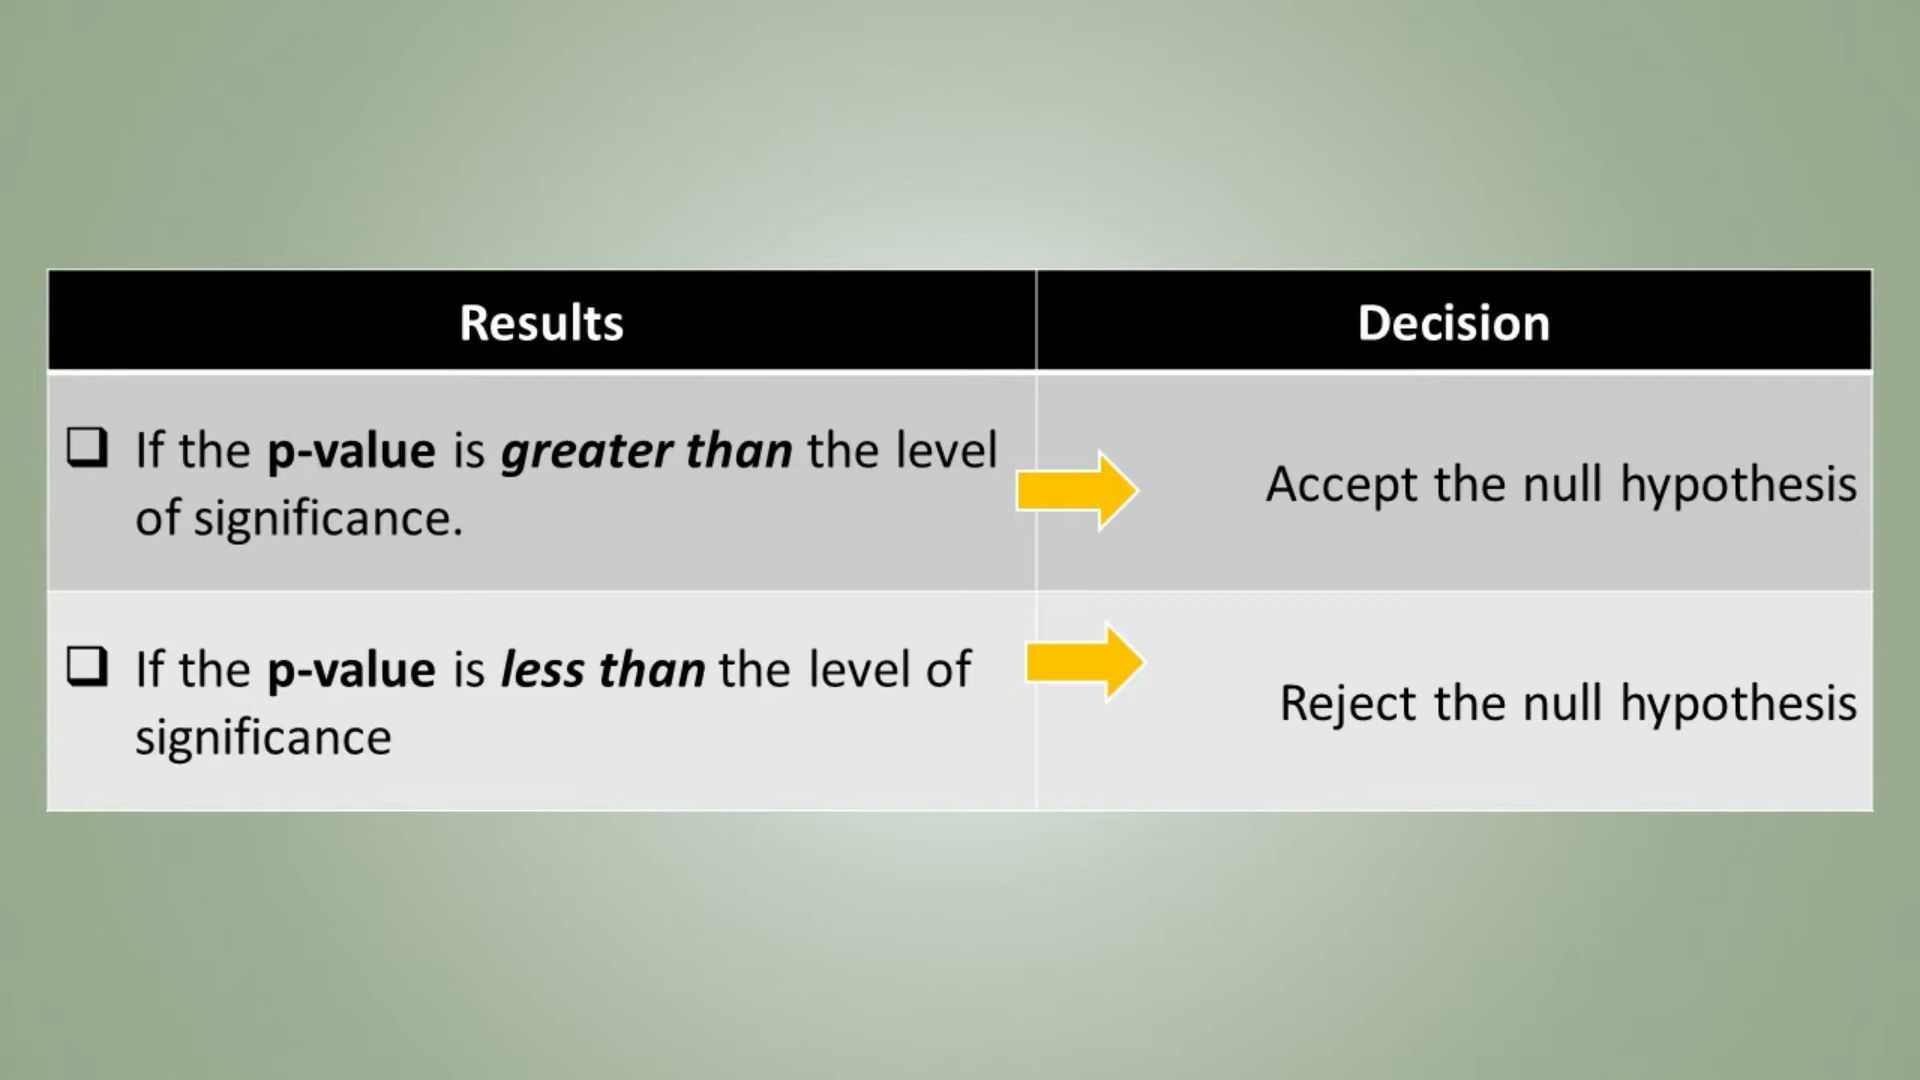 Results
Decision
If the p-value is greater than the level
of significance.
Accept the null hypothesis
If the p-value is less than the level of
significance
Reject the null hypothesis